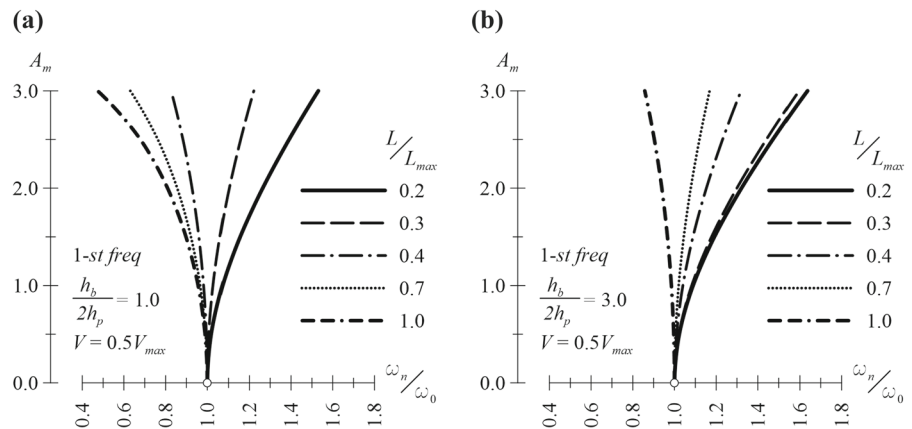 (a)
A_m
3.0
2.0
1.0
0.0
1-st freq
h_b/2h_p = 1.0
V = 0.5V_max
L/L_max
0.2
0.3
0.4
0.7
1.0
ω_n/ω_0
0.4 0.6 0.8 1.0 1.2 1.4 1.6 1.8
(b)
A_m
3.0
2.0
1.0
0.0
1-st freq
h_b/2h_p = 3.0
V = 0.5V_max
L/L_max
0.2
0.3
0.4
0.7
1.0
ω_n/ω_0
0.4 0.6 0.8 1.0 1.2 1.4 1.6 1.8